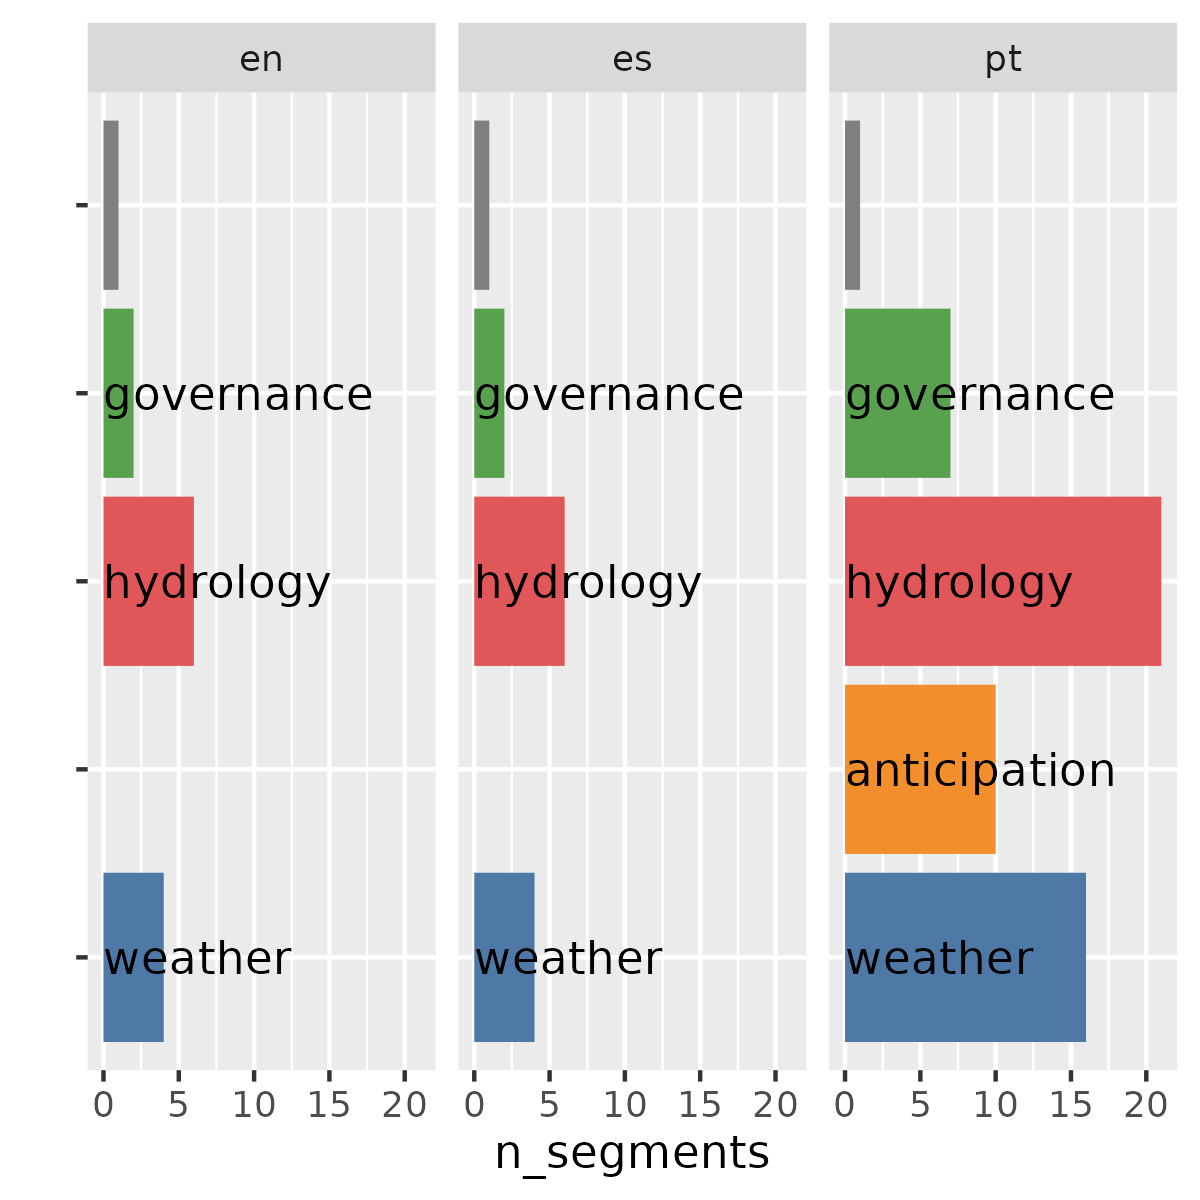 en es pt
governance governance governance
hydrology hydrology hydrology
anticipation
weather weather weather
0 5 10 15 20 0 5 10 15 20 0 5 10 15 20
n_segments